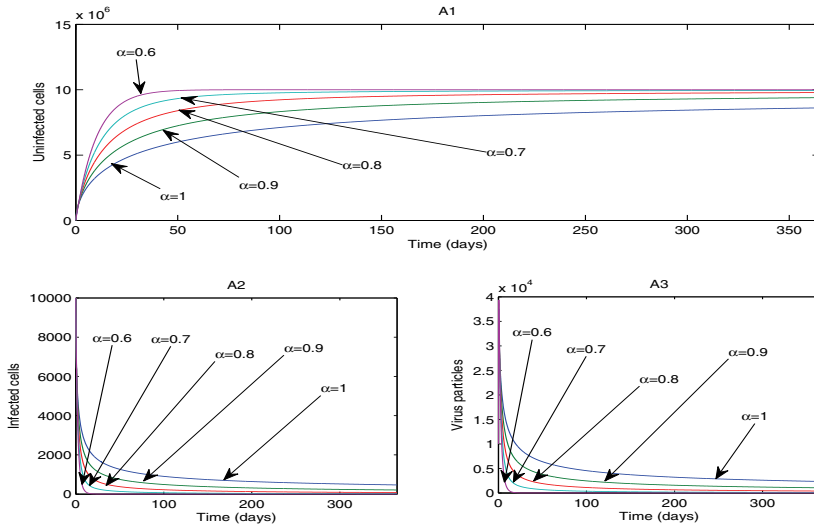 A1
x 10^6
15
10
5
0
Uninfected cells
α=0.6
α=0.7
α=0.8
α=0.9
α=1
0 50 100 150 200 250 300 350
Time (days)
A2
10000
8000
6000
4000
2000
0
Infected cells
α=0.6
α=0.7
α=0.8
α=0.9
α=1
0 100 200 300
Time (days)
A3
x 10^4
4
3.5
3
2.5
2
1.5
1
0.5
0
Virus particles
α=0.6
α=0.7
α=0.8
α=0.9
α=1
0 100 200 300
Time (days)